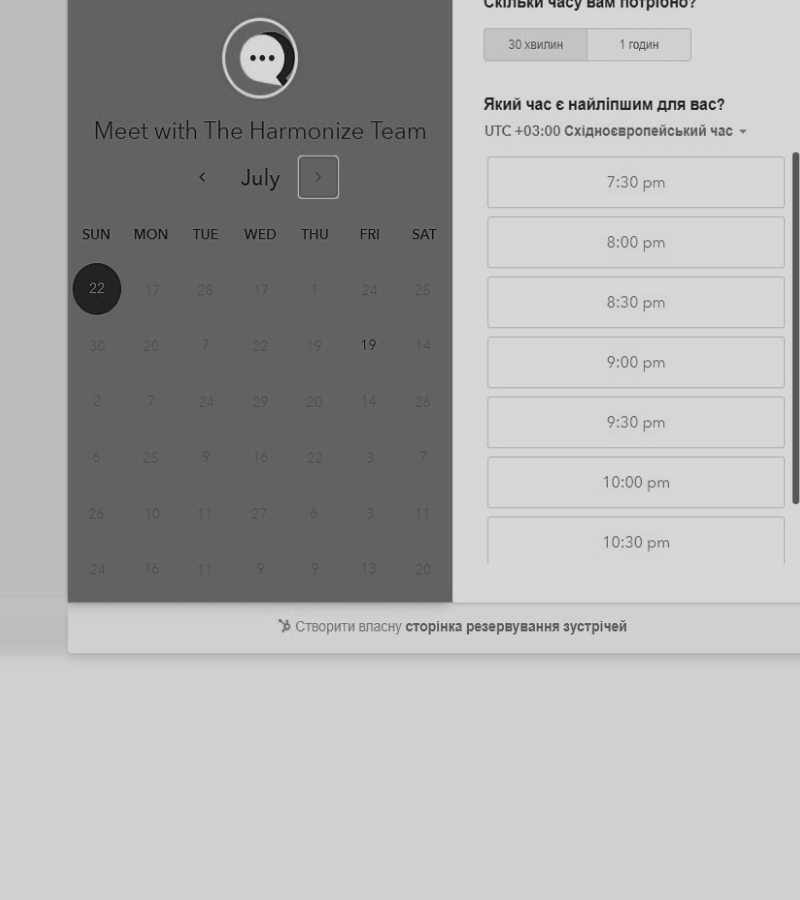 Скільки часу вам потрібно?
30 хвилин
1 годин
Який час є найліпшим для вас?
UTC +03:00 Східноєвропейський час
7:30 pm
8:00 pm
8:30 pm
9:00 pm
9:30 pm
10:00 pm
10:30 pm
Meet with The Harmonize Team
July
SUN MON TUE WED THU FRI SAT
22 17 28 17 1 24 25
30 20 7 22 19 19 14
2 7 24 29 20 14 26
6 25 9 16 22 3 7
26 10 11 27 6 3 11
24 16 11 9 9 13 20
Створити власну сторінка резервування зустрічей